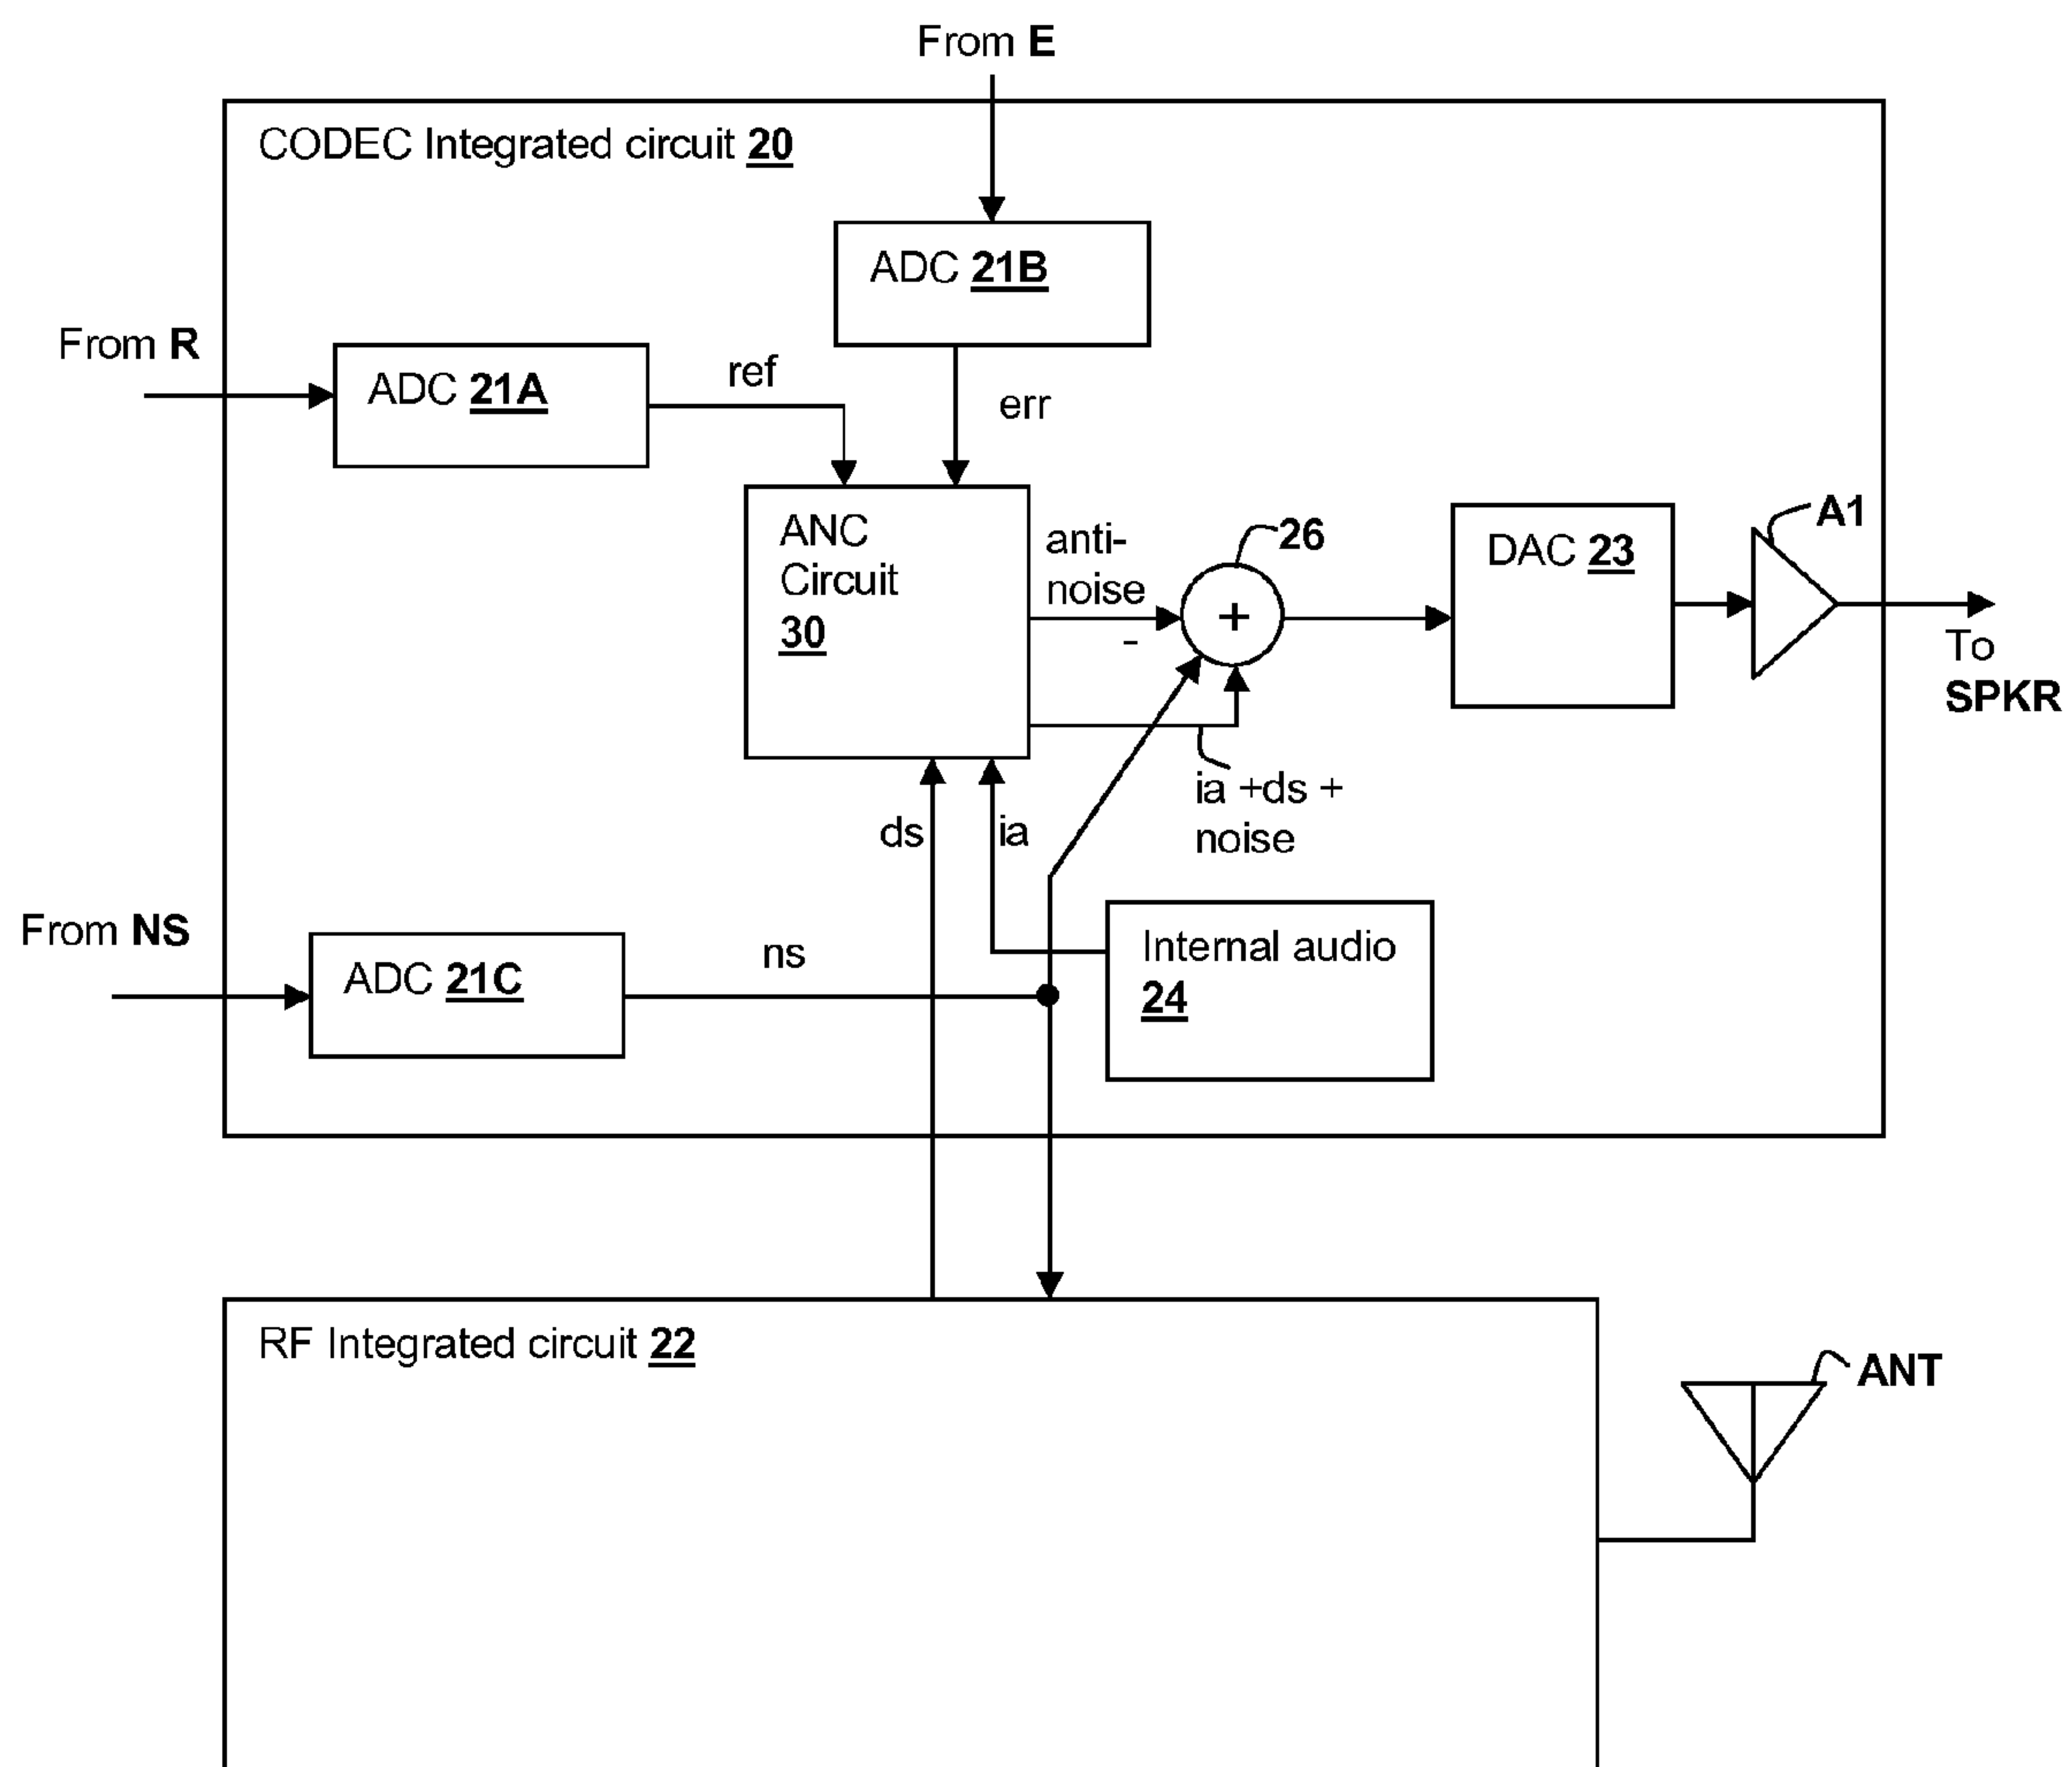 From E
CODEC Integrated circuit 20
ADC 21B
From R
ADC 21A
ref
err
ANC
Circuit
30
anti-
noise
-
26
+
DAC 23
A1
To
SPKR
ia +ds +
noise
ds
ia
From NS
ADC 21C
ns
Internal audio
24
RF Integrated circuit 22
ANT